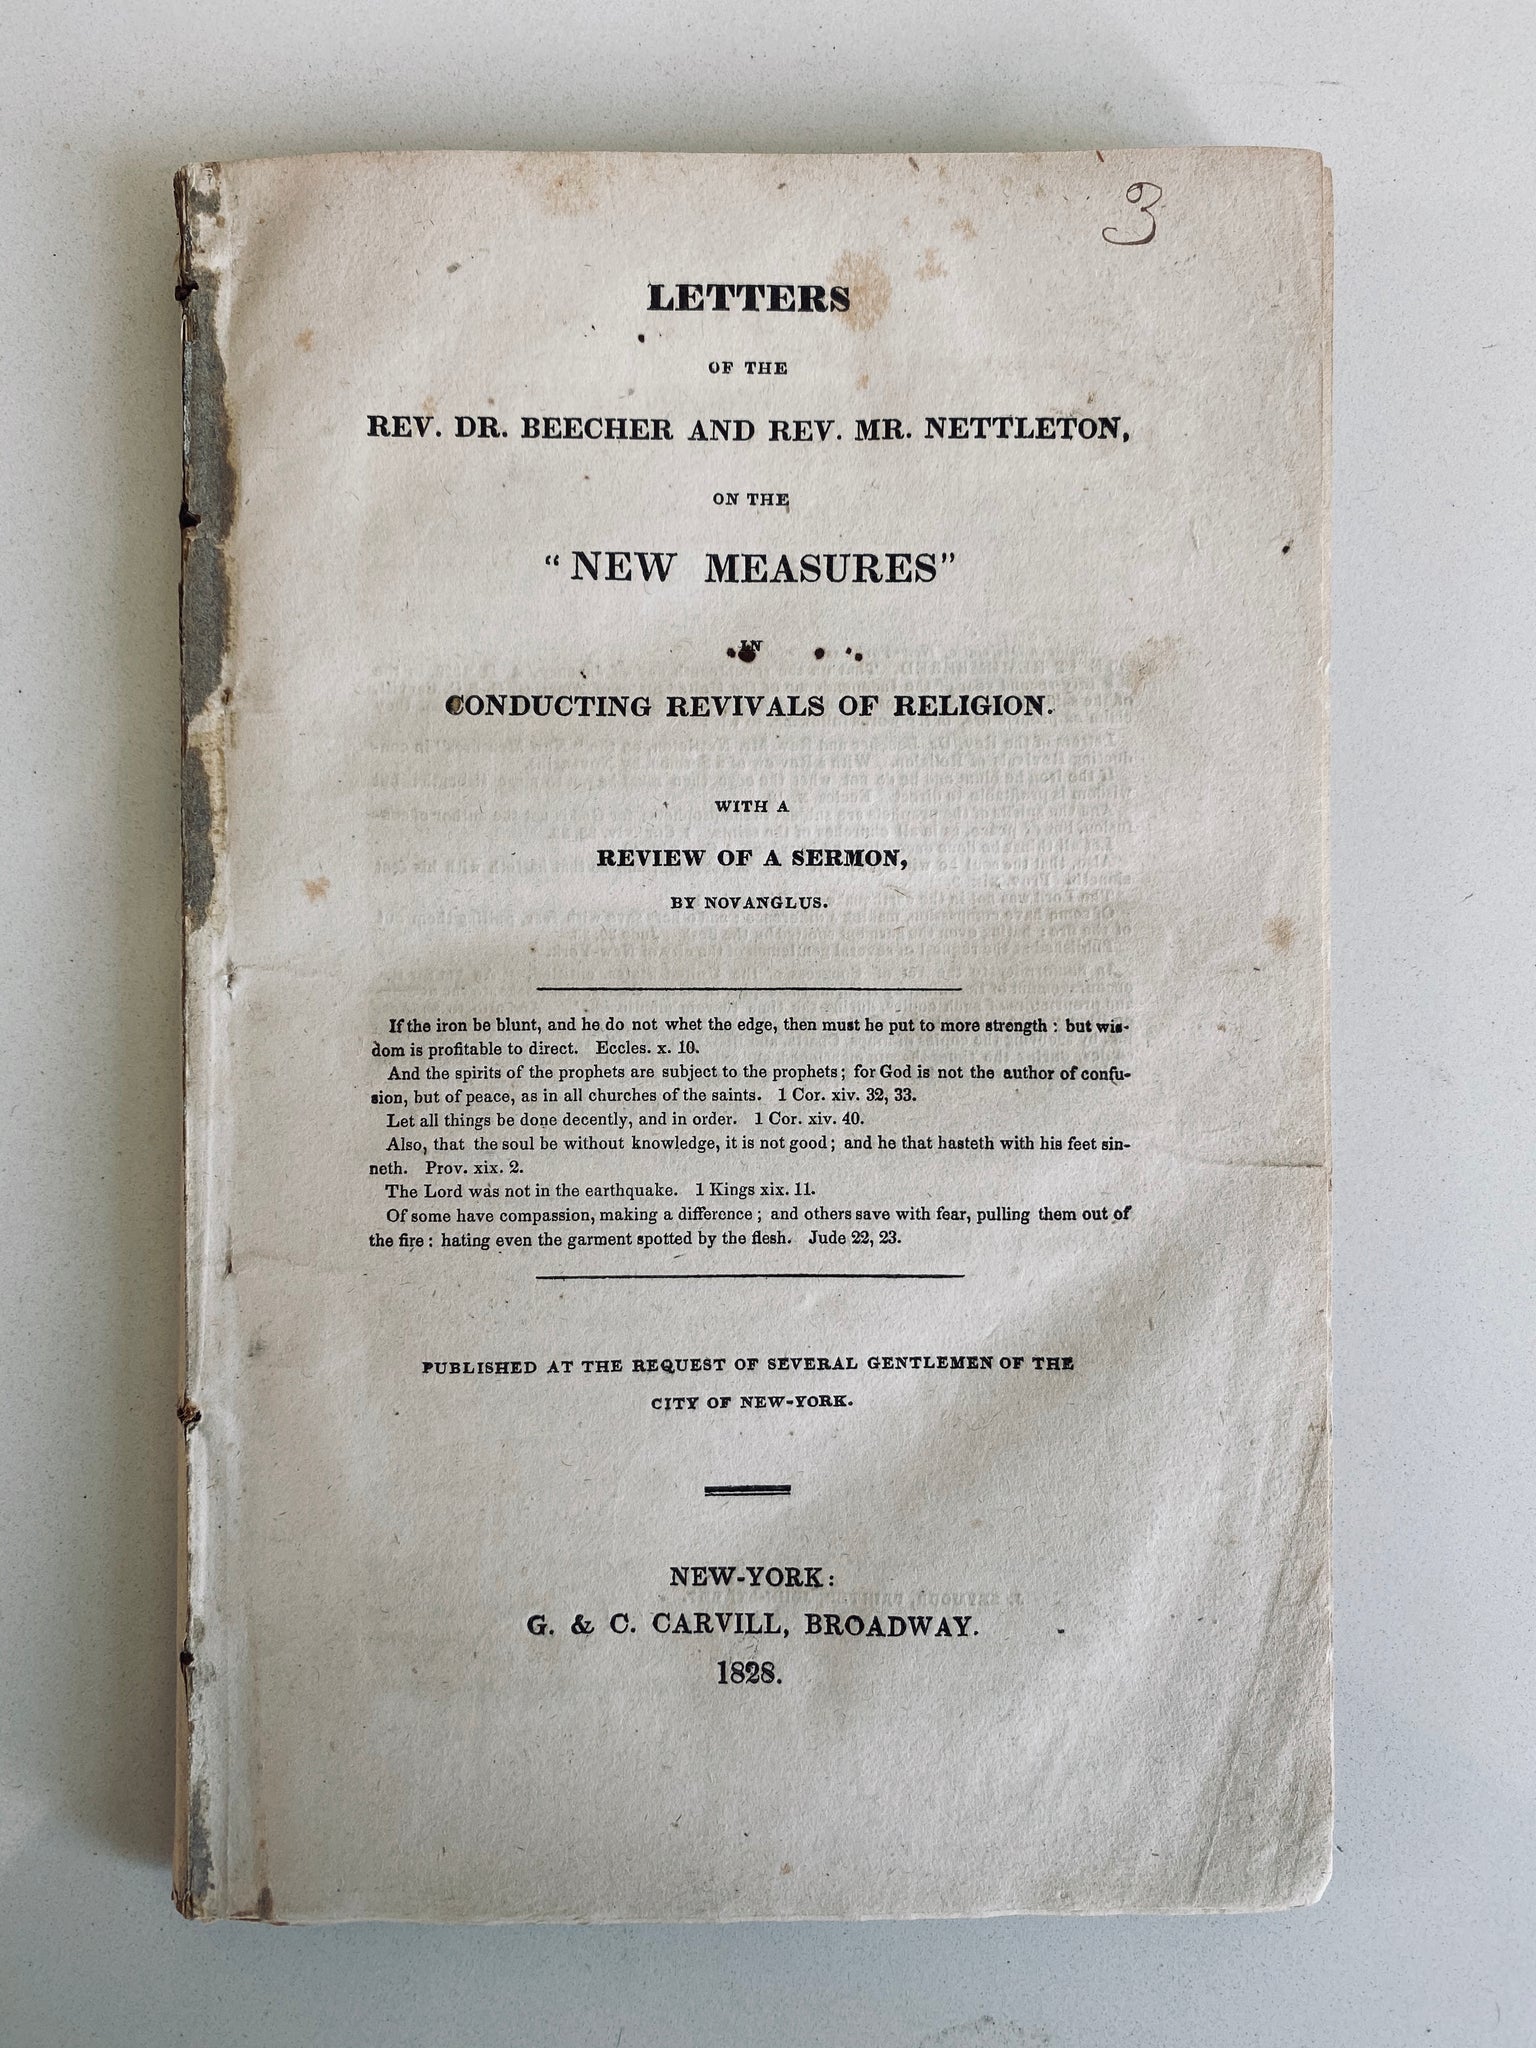 3
LETTERS
OF THE
REV. DR. BEECHER AND REV. MR. NETTLETON,
ON THE
“NEW MEASURES”
IN
CONDUCTING REVIVALS OF RELIGION.
WITH A
REVIEW OF A SERMON,
BY NOVANGLUS.
If the iron be blunt, and he do not whet the edge, then must he put to more strength : but wis-
dom is profitable to direct. Eccles. x. 10.
And the spirits of the prophets are subject to the prophets ; for God is not the author of confu-
sion, but of peace, as in all churches of the saints. 1 Cor. xiv. 32, 33.
Let all things be done decently, and in order. 1 Cor. xiv. 40.
Also, that the soul be without knowledge, it is not good ; and he that hasteth with his feet sin-
neth. Prov. xix. 2.
The Lord was not in the earthquake. 1 Kings xix. 11.
Of some have compassion, making a difference ; and others save with fear, pulling them out of
the fire : hating even the garment spotted by the flesh. Jude 22, 23.
PUBLISHED AT THE REQUEST OF SEVERAL GENTLEMEN OF THE
CITY OF NEW-YORK.
NEW-YORK:
G. & C. CARVILL, BROADWAY.
1828.